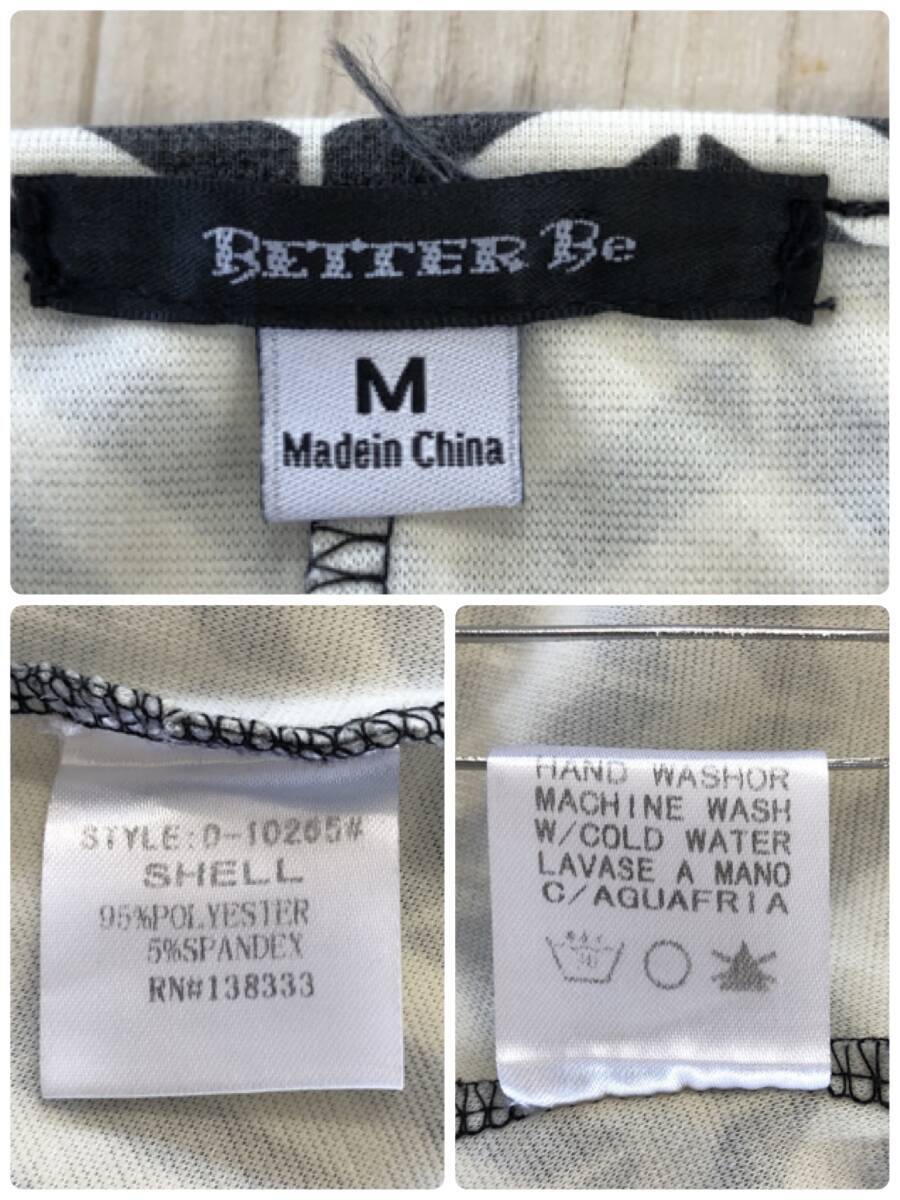 BETTER Be
M
Madein China
STYLE:D-10265#
SHELL
95%POLYESTER
5%SPANDEX
RN#138333
HAND WASHOR
MACHINE WASH
W/COLD WATER
LAVASE A MANO
C/AGUAFRIA